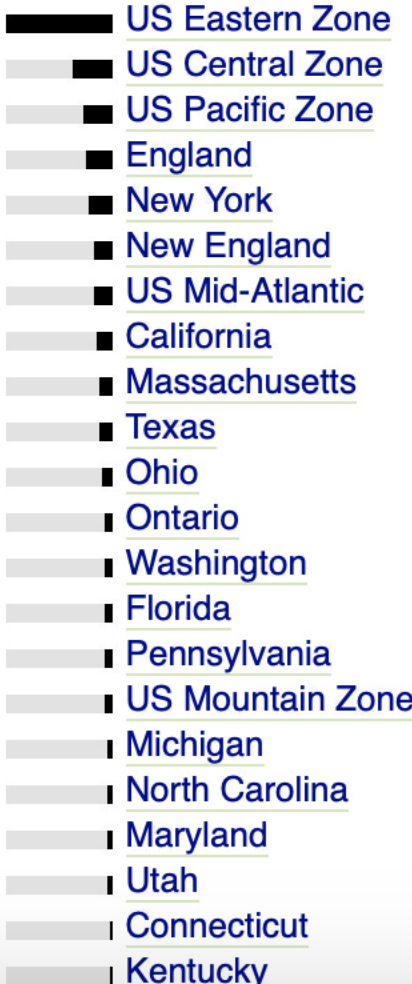 US Eastern Zone
US Central Zone
US Pacific Zone
England
New York
New England
US Mid-Atlantic
California
Massachusetts
Texas
Ohio
Ontario
Washington
Florida
Pennsylvania
US Mountain Zone
Michigan
North Carolina
Maryland
Utah
Connecticut
Kentucky